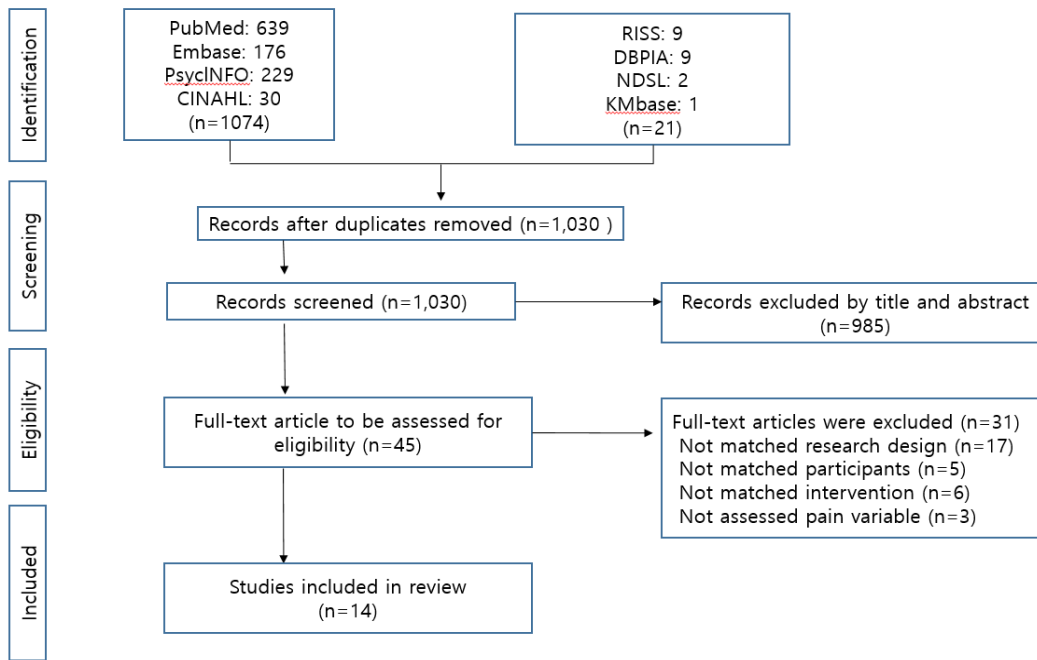 Identification
PubMed: 639
Embase: 176
PsycINFO: 229
CINAHL: 30
(n=1074)
RISS: 9
DBPIA: 9
NDSL: 2
KMbase: 1
(n=21)
Screening
Records after duplicates removed (n=1,030 )
Records screened (n=1,030)
Records excluded by title and abstract
(n=985)
Eligibility
Full-text article to be assessed for
eligibility (n=45)
Full-text articles were excluded (n=31)
Not matched research design (n=17)
Not matched participants (n=5)
Not matched intervention (n=6)
Not assessed pain variable (n=3)
Included
Studies included in review
(n=14)